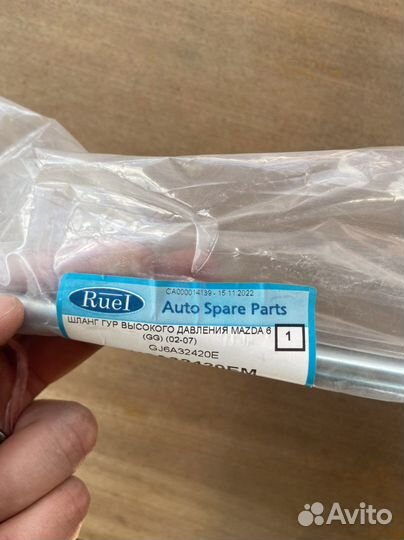 CA000014139 - 15.11.2022
Ruel
Auto Spare Parts
ШЛАНГ ГУР ВЫСОКОГО ДАВЛЕНИЯ MAZDA 6
(GG) (02-07)
1
GJ6A32420E
Avito